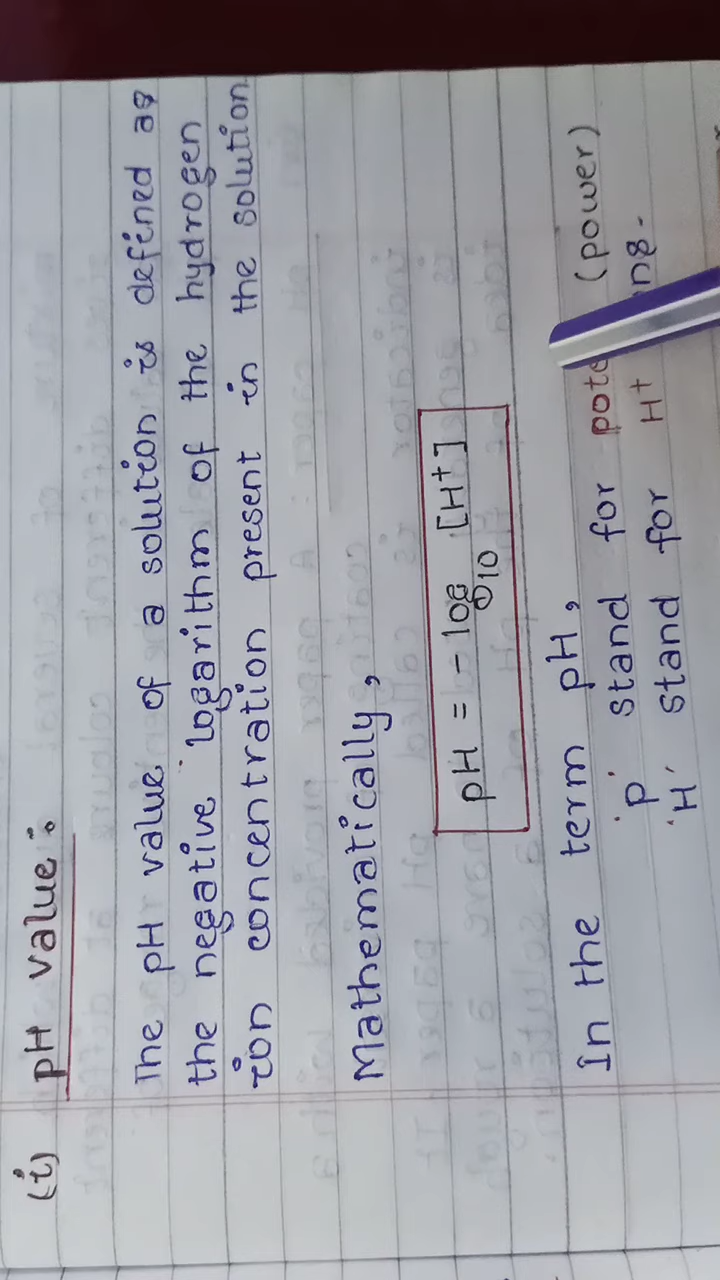 (i) pH value :
The pH value of a solution is defined as
the negative logarithm of the hydrogen
ion concentration present in the solution
Mathematically,
pH = - log10 [H+]
In the term pH,
'p' stand for (power)
'H' stand for H+